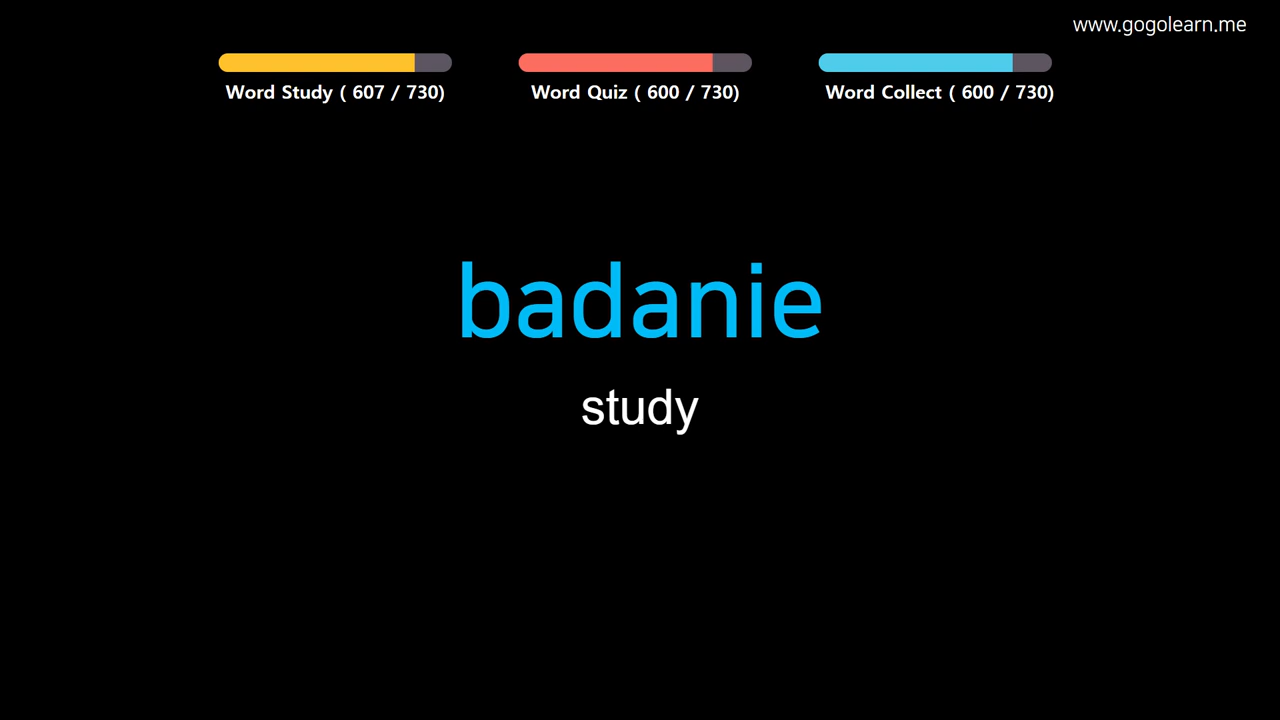 www.gogolearn.me
Word Study ( 607 / 730)
Word Quiz ( 600 / 730)
Word Collect ( 600 / 730)
badanie
study